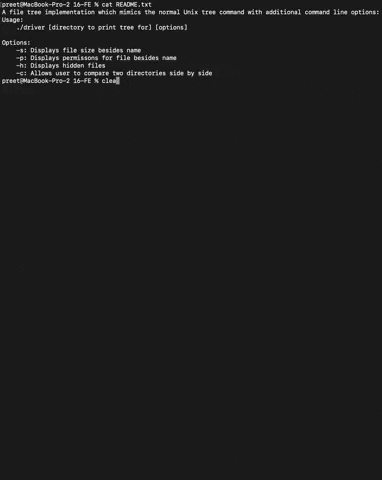 preet@MacBook-Pro-2 16-FE % cat README.txt
A file tree implementation which mimics the normal Unix tree command with additional command line options:
Usage:
./driver [directory to print tree for] [options]
Options:
-s: Displays file size besides name
-p: Displays permissons for file besides name
-h: Displays hidden files
-c: Allows user to compare two directories side by side
preet@MacBook-Pro-2 16-FE % clea